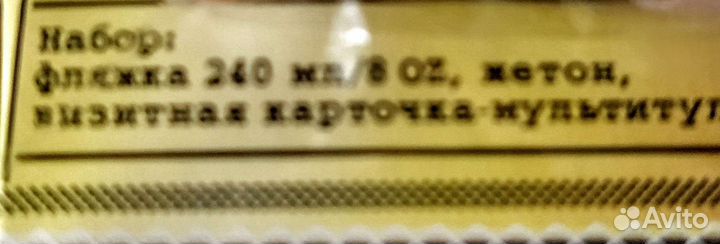 Набор:
фляжка 240 мл/8 OZ, жетон,
визитная карточка-мультитул
Avito